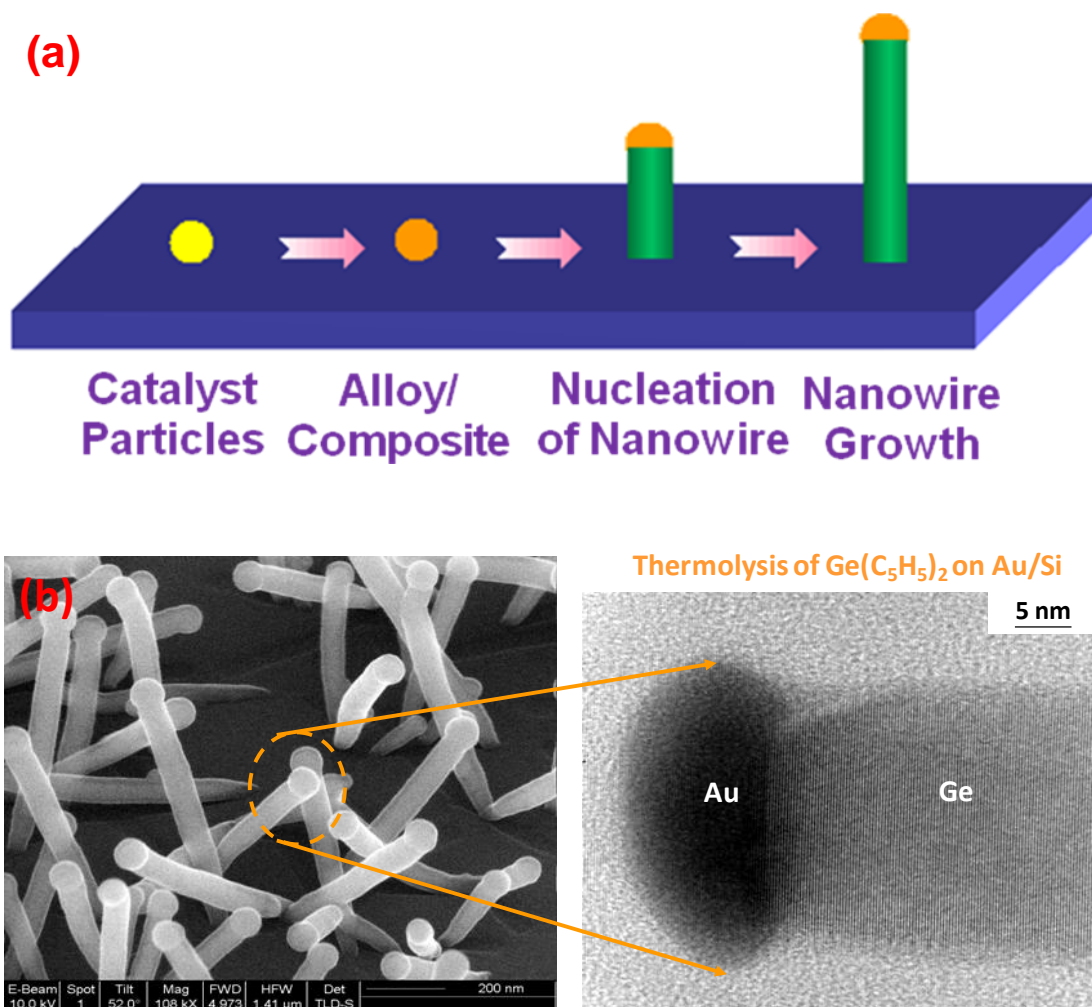 (a)
Catalyst
Particles
Alloy/
Composite
Nucleation
of Nanowire
Nanowire
Growth
(b)
Thermolysis of Ge(C₅H₅)₂ on Au/Si
5 nm
Au
Ge
E-Beam Spot Tilt Mag FWD HFW Det 200 nm
10.0 kV 1 52.0° 108 kX 4.973 1.41 µm TLD-S